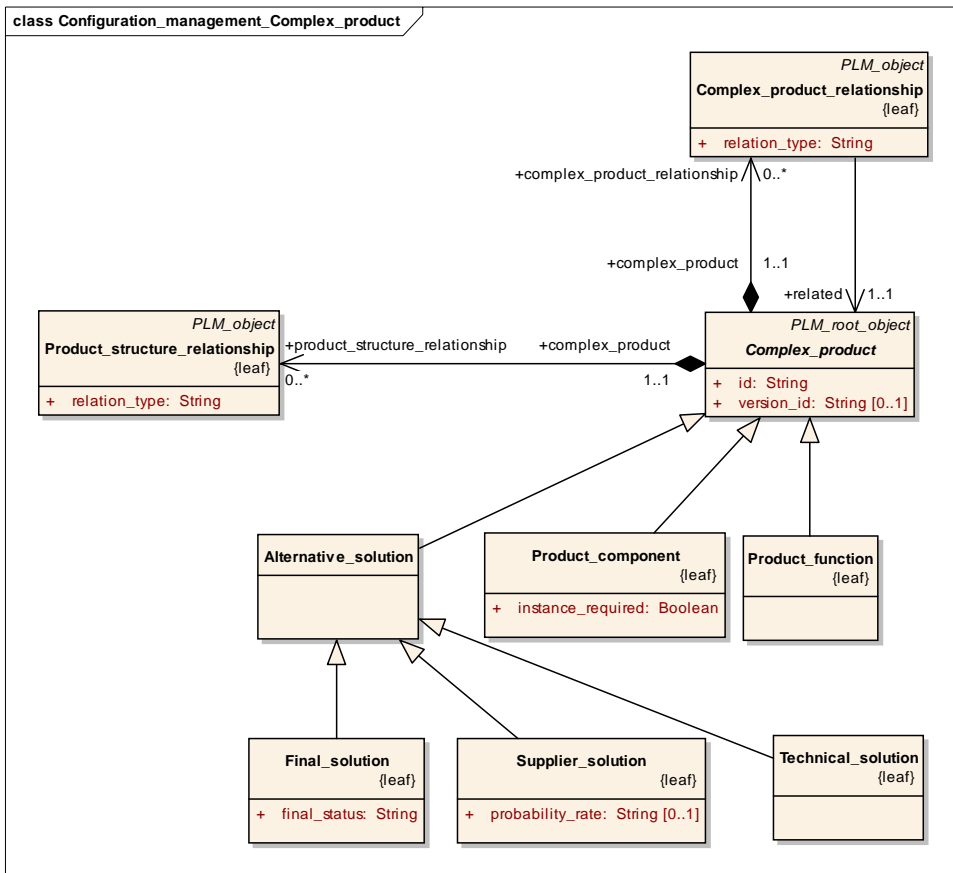 class Configuration_management_Complex_product
PLM_object
Complex_product_relationship
{leaf}
+ relation_type: String
+complex_product_relationship 0..*
+complex_product 1..1
+related 1..1
PLM_object
Product_structure_relationship
{leaf}
+ relation_type: String
+product_structure_relationship
0..*
+complex_product
1..1
PLM_root_object
Complex_product
+ id: String
+ version_id: String [0..1]
Alternative_solution
Product_component
{leaf}
+ instance_required: Boolean
Product_function
{leaf}
Final_solution
{leaf}
+ final_status: String
Supplier_solution
{leaf}
+ probability_rate: String [0..1]
Technical_solution
{leaf}